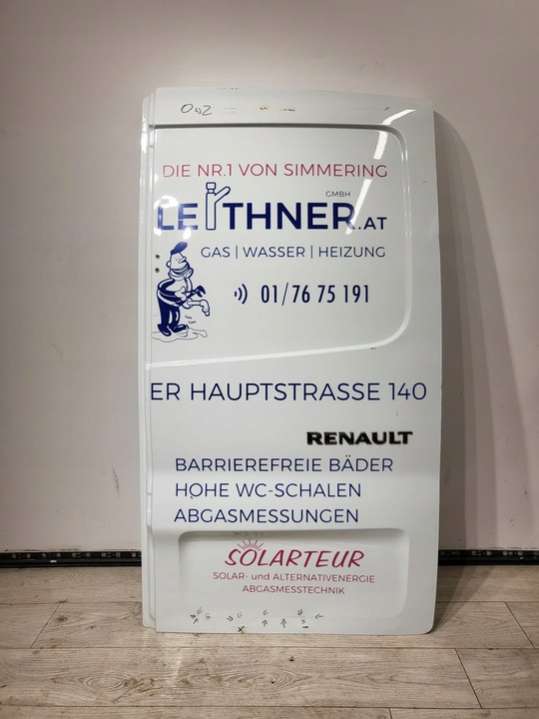 002
DIE NR.1 VON SIMMERING
GMBH
LEITHNER.AT
GAS | WASSER | HEIZUNG
01/76 75 191
ER HAUPTSTRASSE 140
RENAULT
BARRIEREFREIE BÄDER
HOHE WC-SCHALEN
ABGASMESSUNGEN
SOLARTEUR
SOLAR- und ALTERNATIVENERGIE
ABGASMESSTECHNIK